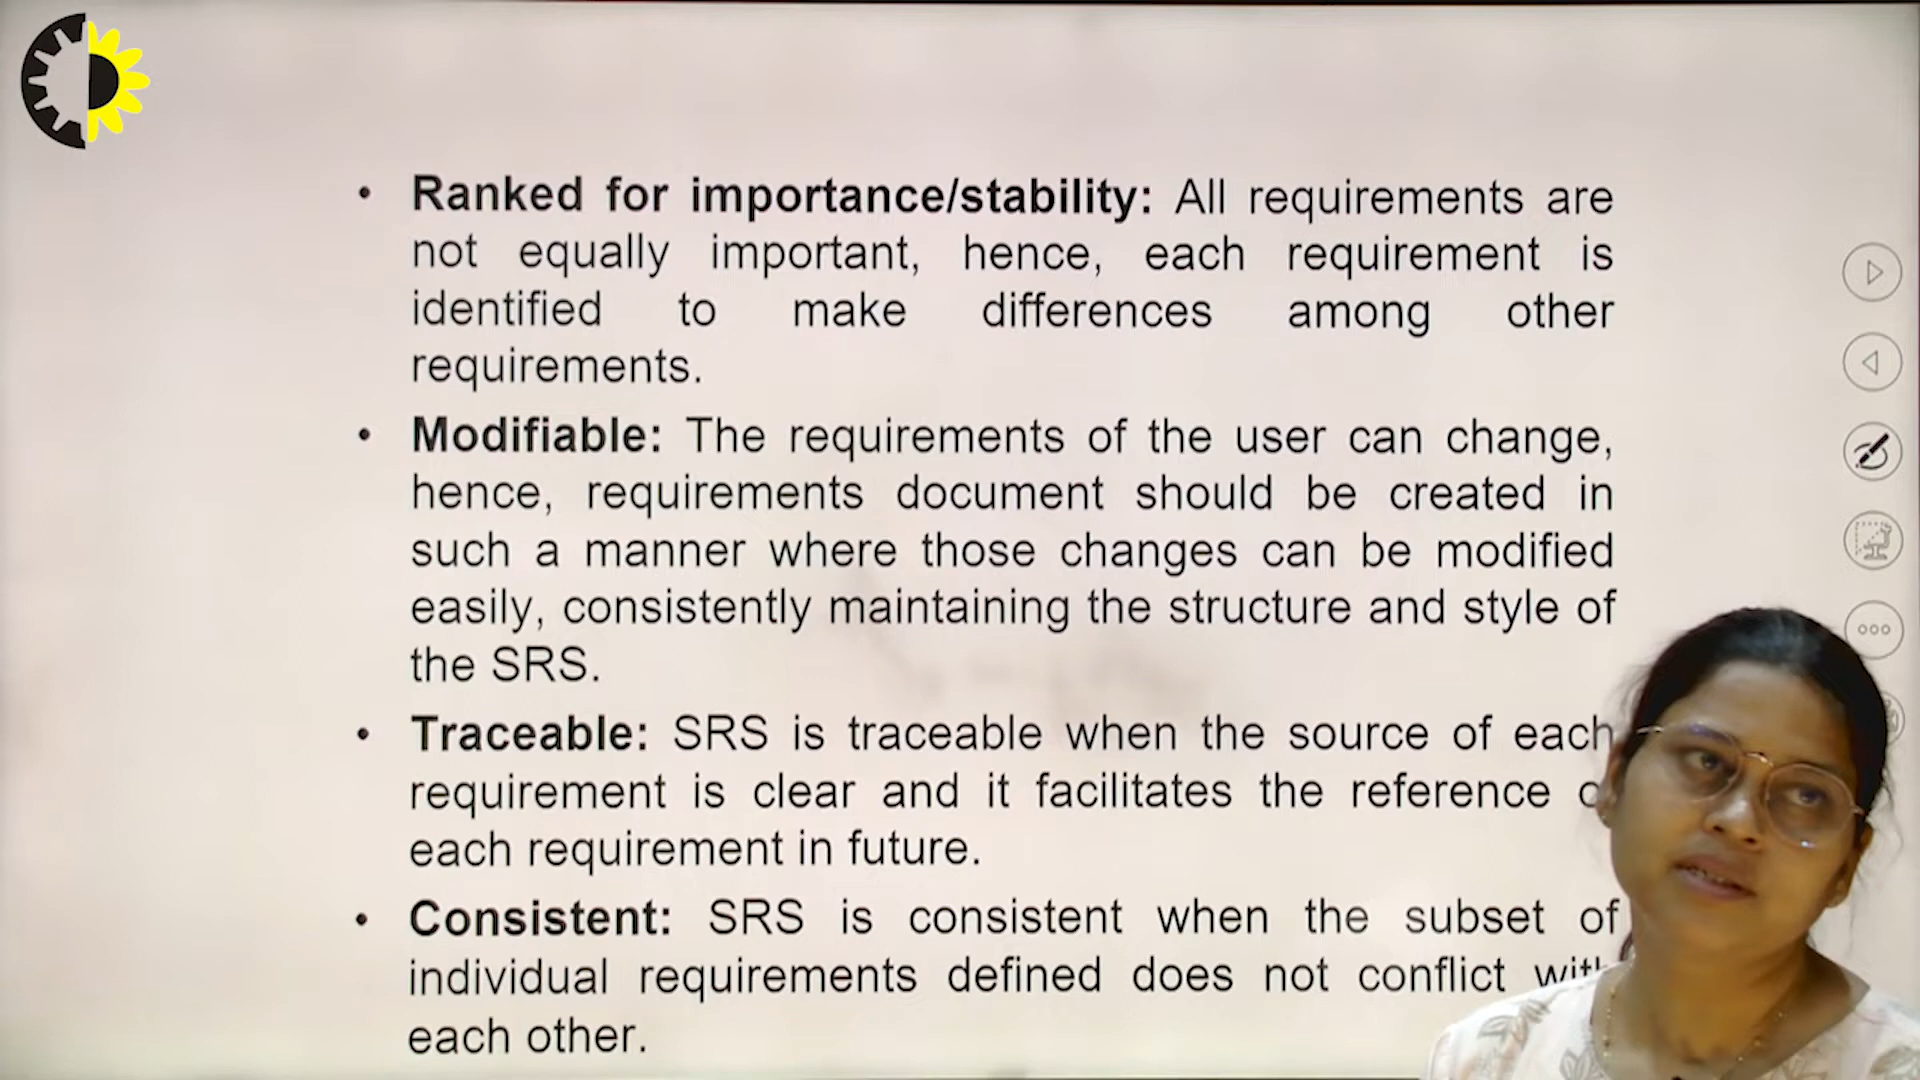 • Ranked for importance/stability: All requirements are
not equally important, hence, each requirement is
identified to make differences among other
requirements.
• Modifiable: The requirements of the user can change,
hence, requirements document should be created in
such a manner where those changes can be modified
easily, consistently maintaining the structure and style of
the SRS.
• Traceable: SRS is traceable when the source of each
requirement is clear and it facilitates the reference
each requirement in future.
• Consistent: SRS is consistent when the subset of
individual requirements defined does not conflict with
each other.